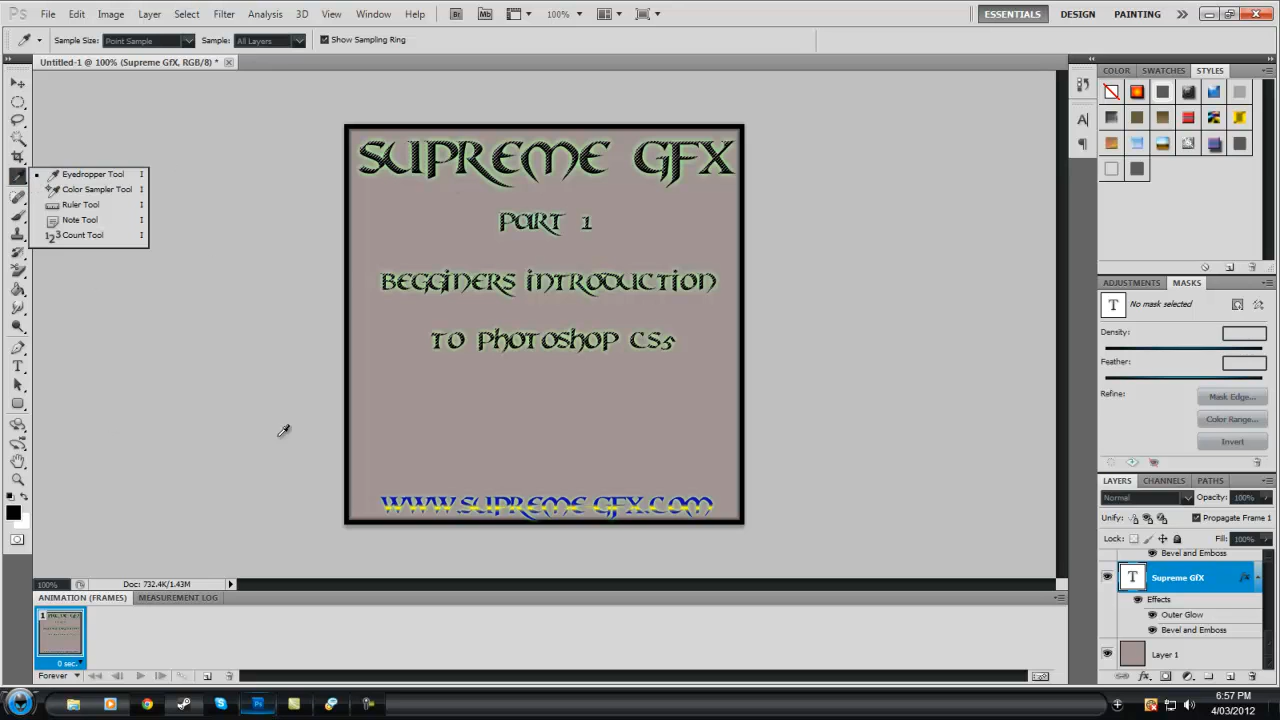 Ps File Edit Image Layer Select Filter Analysis 3D View Window Help Br Mb 100% ESSENTIALS DESIGN PAINTING
Sample Size: Point Sample Sample: All Layers Show Sampling Ring
Untitled-1 @ 100% (Supreme GfX, RGB/8) *
COLOR SWATCHES STYLES
Eyedropper Tool I
Color Sampler Tool I
Ruler Tool I
Note Tool I
Count Tool I
SUPREME GFX
PART 1
BEGGINERS INTRODUCTION
TO PHOTOSHOP CS5
WWW.SUPREME-GFX.COM
ADJUSTMENTS MASKS
T No mask selected
Density:
Feather:
Refine: Mask Edge...
Color Range...
Invert
LAYERS CHANNELS PATHS
Normal Opacity: 100%
Unify: Propagate Frame 1
Lock: Fill: 100%
Bevel and Emboss
T Supreme GfX fx
Effects
Outer Glow
Bevel and Emboss
Layer 1
100% Doc: 732.4K/1.43M
ANIMATION (FRAMES) MEASUREMENT LOG
1
0 sec.
Forever
6:57 PM
4/03/2012